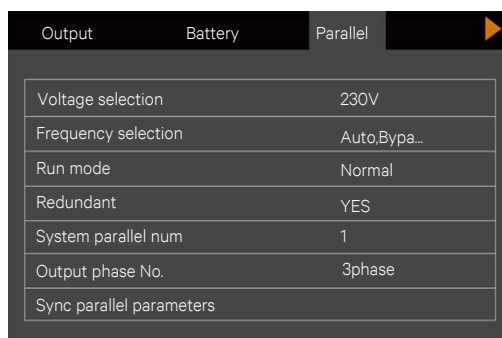 Output Battery Parallel
Voltage selection 230V
Frequency selection Auto,Bypa...
Run mode Normal
Redundant YES
System parallel num 1
Output phase No. 3phase
Sync parallel parameters